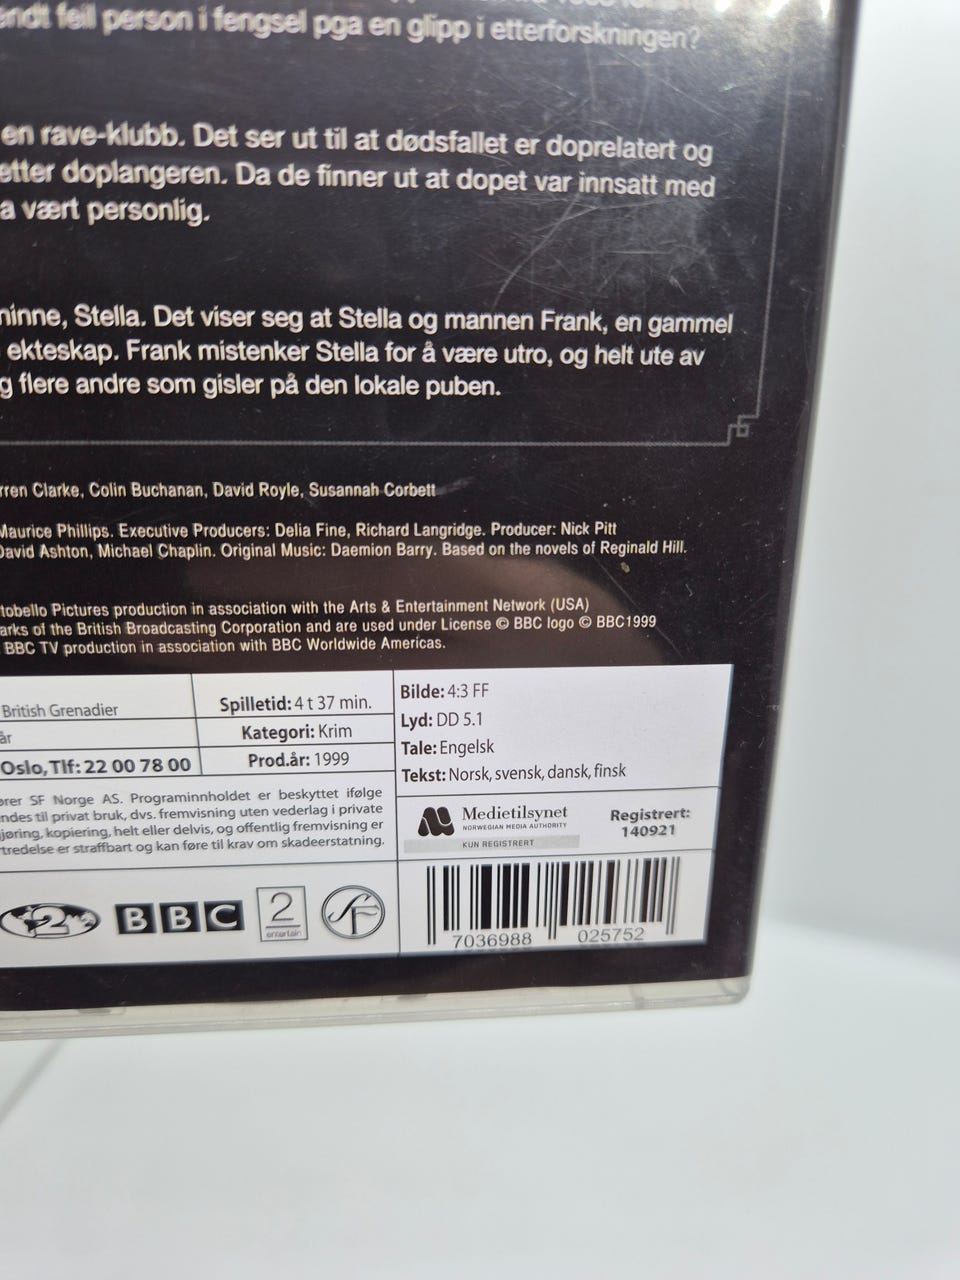 feil person i fengsel pga en glipp i etterforskningen?
en rave-klubb. Det ser ut til at dødsfallet er doprelatert og
etter doplangeren. Da de finner ut at dopet var innsatt med
a vært personlig.
ninne, Stella. Det viser seg at Stella og mannen Frank, en gammel
ekteskap. Frank mistenker Stella for å være utro, og helt ute av
g flere andre som gisler på den lokale puben.
rren Clarke, Colin Buchanan, David Royle, Susannah Corbett
Maurice Phillips. Executive Producers: Delia Fine, Richard Langridge. Producer: Nick Pitt
David Ashton, Michael Chaplin. Original Music: Daemion Barry. Based on the novels of Reginald Hill.
tobello Pictures production in association with the Arts & Entertainment Network (USA)
arks of the British Broadcasting Corporation and are used under License © BBC logo © BBC1999
BBC TV production in association with BBC Worldwide Americas.
British Grenadier
år
Oslo, Tlf: 22 00 78 00
Spilletid: 4 t 37 min.
Kategori: Krim
Prod.år: 1999
Bilde: 4:3 FF
Lyd: DD 5.1
Tale: Engelsk
Tekst: Norsk, svensk, dansk, finsk
ører SF Norge AS. Programinnholdet er beskyttet ifølge
ndes til privat bruk, dvs. fremvisning uten vederlag i private
jøring, kopiering, helt eller delvis, og offentlig fremvisning er
tredelse er straffbart og kan føre til krav om skadeerstatning.
Medietilsynet
NORWEGIAN MEDIA AUTHORITY
KUN REGISTRERT
Registrert:
140921
2
BBC
2
entertain
SF
7036988 025752